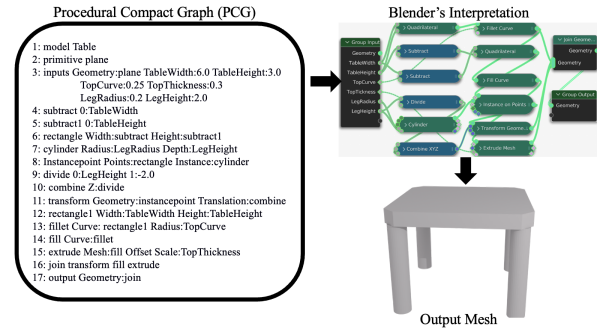 Procedural Compact Graph (PCG)
1: model Table
2: primitive plane
3: inputs Geometry:plane TableWidth:6.0 TableHeight:3.0
TopCurve:0.25 TopThickness:0.3
LegRadius:0.2 LegHeight:2.0
4: subtract 0:TableWidth
5: subtract1 0:TableHeight
6: rectangle Width:subtract Height:subtract1
7: cylinder Radius:LegRadius Depth:LegHeight
8: Instancepoint Points:rectangle Instance:cylinder
9: divide 0:LegHeight 1:-2.0
10: combine Z:divide
11: transform Geometry:instancepoint Translation:combine
12: rectangle1 Width:TableWidth Height:TableHeight
13: fillet Curve: rectangle1 Radius:TopCurve
14: fill Curve:fillet
15: extrude Mesh:fill Offset Scale:TopThickness
16: join transform fill extrude
17: output Geometry:join
Blender's Interpretation
Group Input
Geometry
TableWidth
TableHeight
TopCurve
TopTickness
LegRadius
LegHeight
Quadrilateral
Subtract
Subtract
Divide
Cylinder
Combine XYZ
Fillet Curve
Quadrilateral
Fill Curve
Instance on Points
Transform Geome...
Extrude Mesh
Join Geome...
Geometry
Geometry
Group Output
Geometry
Output Mesh